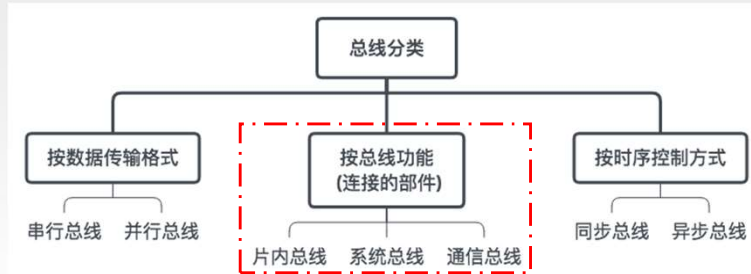 总线分类
按数据传输格式
按总线功能
(连接的部件)
按时序控制方式
串行总线
并行总线
片内总线
系统总线
通信总线
同步总线
异步总线